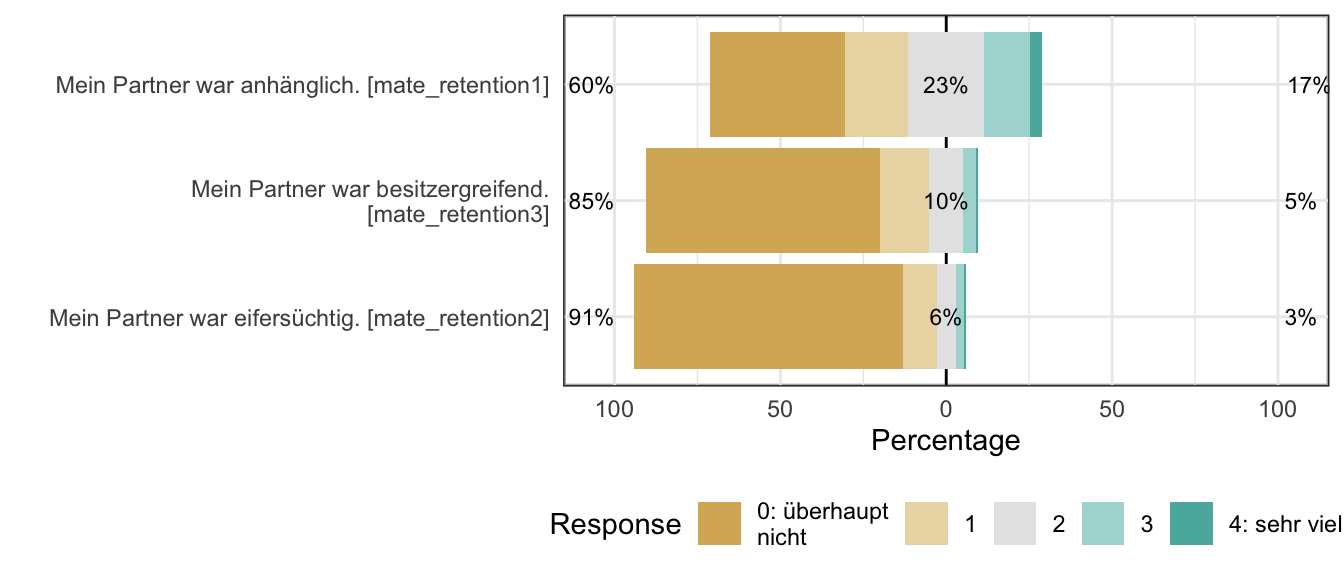 Mein Partner war anhänglich. [mate_retention1] 60% 23% 17%
Mein Partner war besitzergreifend.
[mate_retention3] 85% 10% 5%
Mein Partner war eifersüchtig. [mate_retention2] 91% 6% 3%
100 50 0 50 100
Percentage
Response 0: überhaupt
nicht 1 2 3 4: sehr viel